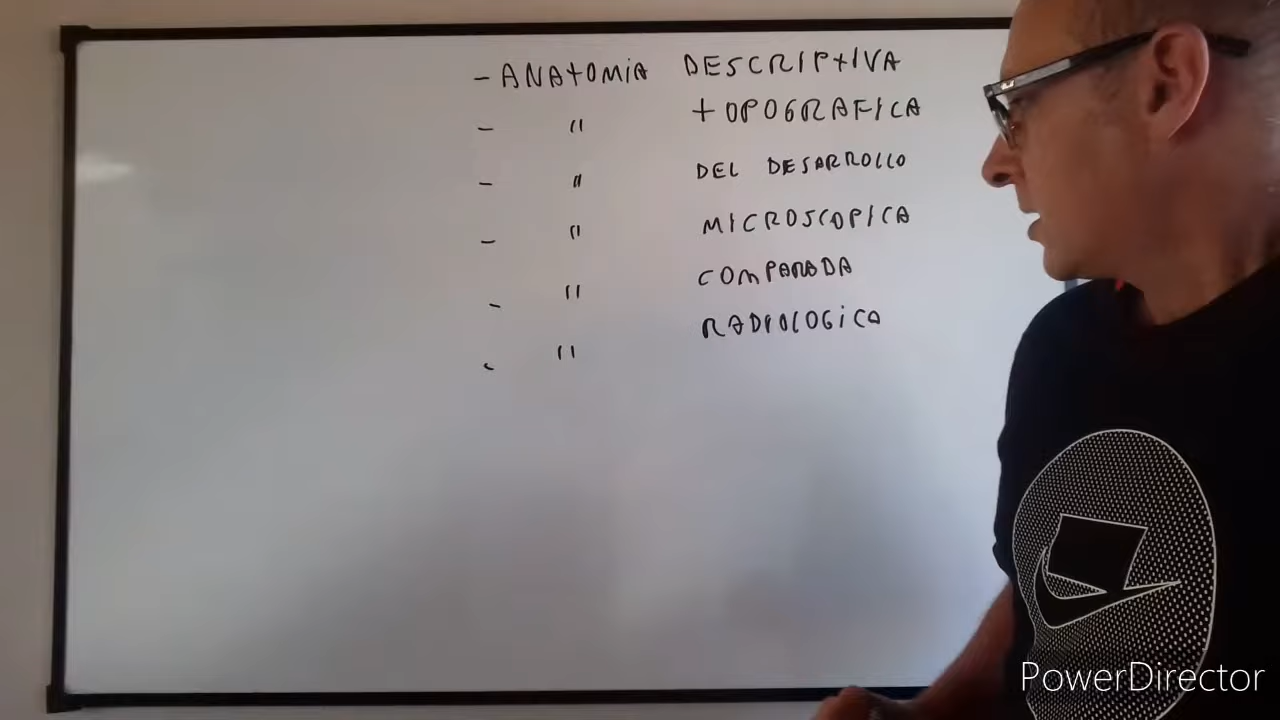 - ANATOMIA DESCRIPTIVA
- " TOPOGRAFICA
- " DEL DESARROLLO
- " MICROSCOPICA
- " COMPARADA
- " RADIOLOGICA
PowerDirector